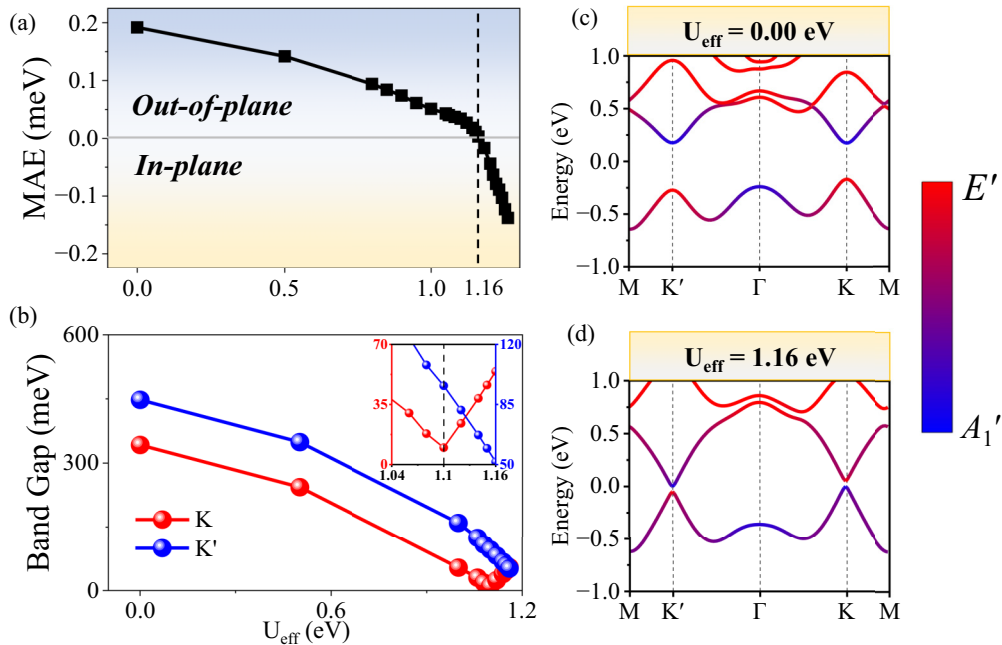 (a)
MAE (meV)
0.2
0.1
0.0
−0.1
−0.2
Out-of-plane
In-plane
0.0
0.5
1.0
1.16
(b)
Band Gap (meV)
600
300
0
K
K'
70
35
0
120
85
50
1.04
1.1
1.16
0.0
0.6
1.2
U_eff (eV)
(c)
U_eff = 0.00 eV
Energy (eV)
1.0
0.5
0.0
−0.5
−1.0
M K′ Γ K M
(d)
U_eff = 1.16 eV
Energy (eV)
1.0
0.5
0.0
−0.5
−1.0
M K′ Γ K M
E′
A₁′